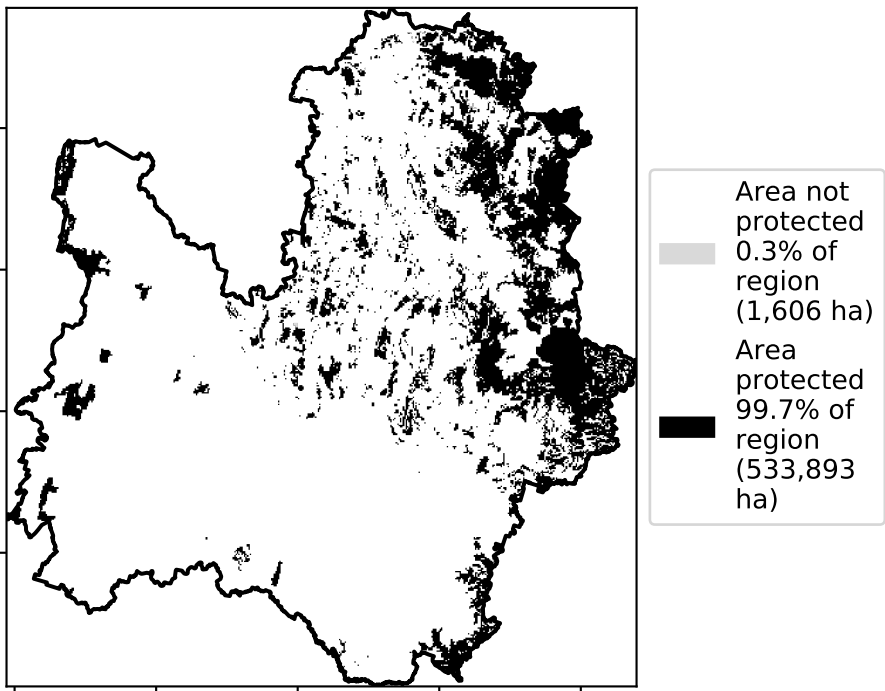 Area not
protected
0.3% of
region
(1,606 ha)
Area
protected
99.7% of
region
(533,893
ha)